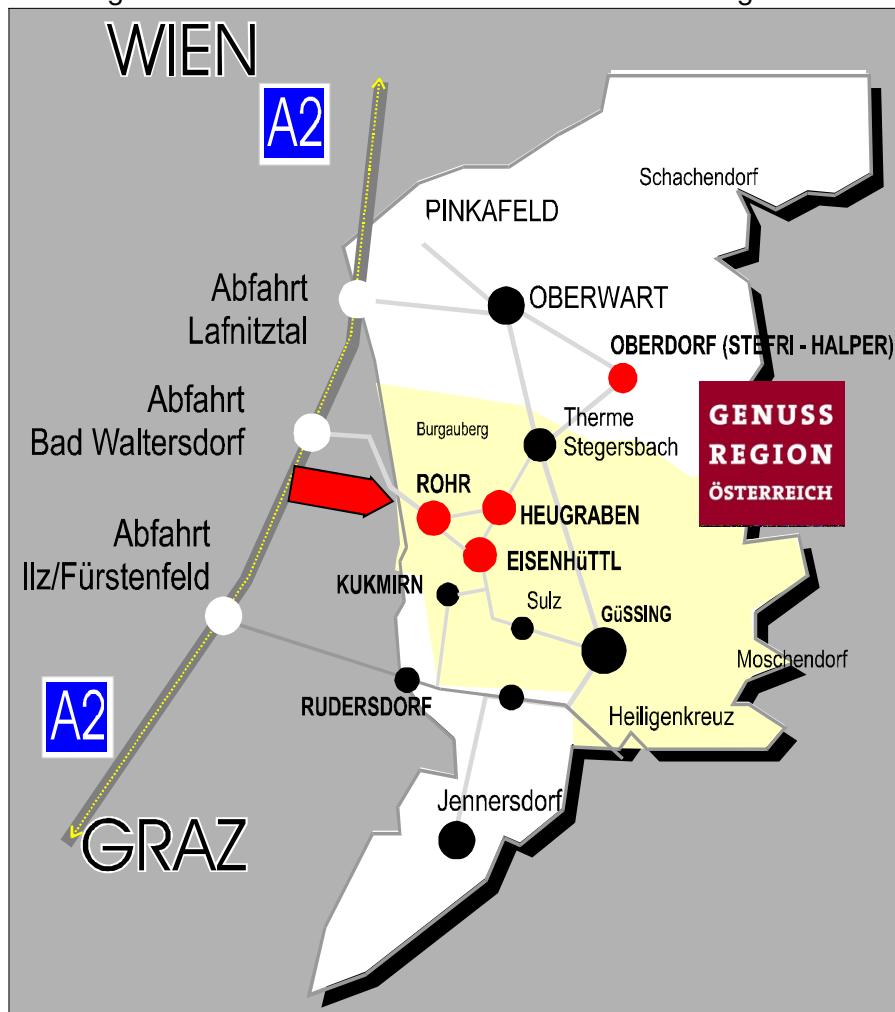 WIEN
A2
Schachendorf
PINKAFELD
Abfahrt
Lafnitztal
OBERWART
OBERDORF (STEFRI - HALPER)
Abfahrt
Bad Waltersdorf
Burgauberg
Therme
Stegersbach
GENUSS
REGION
ÖSTERREICH
ROHR
HEUGRABEN
Abfahrt
Ilz/Fürstenfeld
EISENHüTTL
KUKMIRN
Sulz
GüSSING
Moschendorf
A2
RUDERSDORF
Heiligenkreuz
Jennersdorf
GRAZ